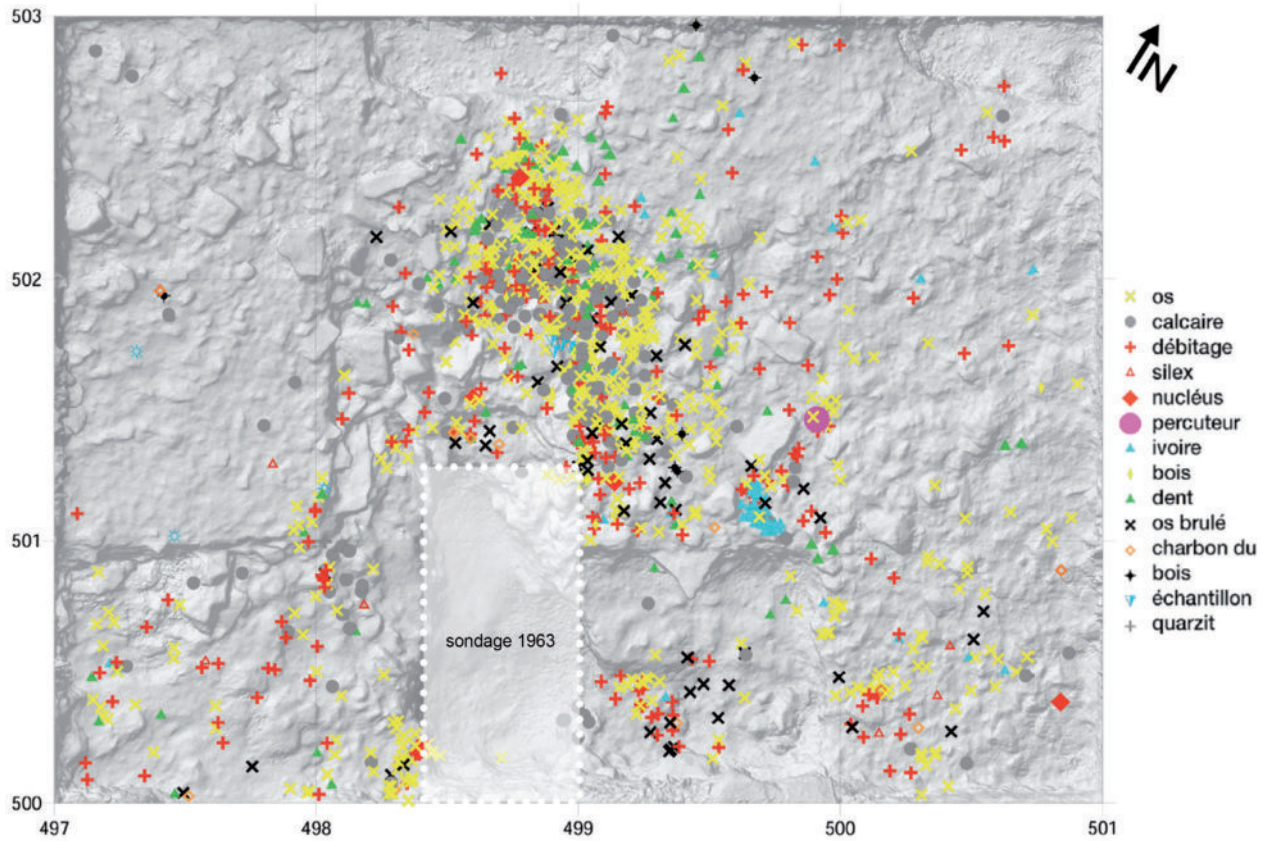 503
N
502
os
calcaire
débitage
silex
nucléus
percuteur
ivoire
bois
dent
os brulé
charbon du
bois
échantillon
quarzit
501
sondage 1963
500
497 498 499 500 501